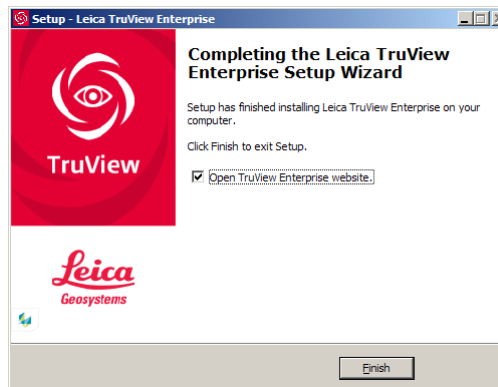 Setup - Leica TruView Enterprise
Completing the Leica TruView
Enterprise Setup Wizard
Setup has finished installing Leica TruView Enterprise on your
computer.
Click Finish to exit Setup.
Open TruView Enterprise website.
TruView
Leica
Geosystems
Finish